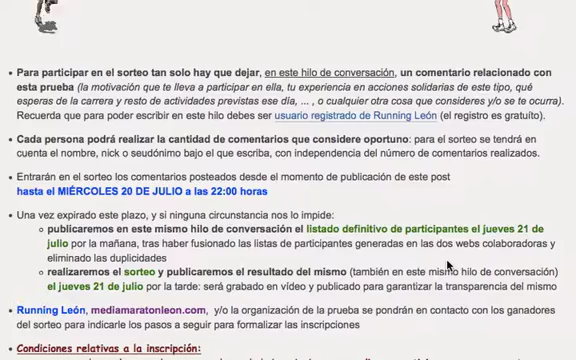 • Para participar en el sorteo tan solo hay que dejar, en este hilo de conversación, un comentario relacionado con
esta prueba (la motivación que te lleva a participar en ella, tu experiencia en acciones solidarias de este tipo, qué
esperas de la carrera y resto de actividades previstas ese día, ... , o cualquier otra cosa que consideres y/o se te ocurra).
Recuerda que para poder escribir en este hilo debes ser usuario registrado de Running León (el registro es gratuíto).
• Cada persona podrá realizar la cantidad de comentarios que considere oportuno: para el sorteo se tendrá en
cuenta el nombre, nick o seudónimo bajo el que escriba, con independencia del número de comentarios realizados.
• Entrarán en el sorteo los comentarios posteados desde el momento de publicación de este post
hasta el MIÉRCOLES 20 DE JULIO a las 22:00 horas
• Una vez expirado este plazo, y si ninguna circunstancia nos lo impide:
○ publicaremos en este mismo hilo de conversación el listado definitivo de participantes el jueves 21 de
julio por la mañana, tras haber fusionado las listas de participantes generadas en las dos webs colaboradoras y
eliminado las duplicidades
○ realizaremos el sorteo y publicaremos el resultado del mismo (también en este mismo hilo de conversación)
el jueves 21 de julio por la tarde: será grabado en vídeo y publicado para garantizar la transparencia del mismo
• Running León, mediamaratonleon.com, y/o la organización de la prueba se pondrán en contacto con los ganadores
del sorteo para indicarle los pasos a seguir para formalizar las inscripciones
• Condiciones relativas a la inscripción: